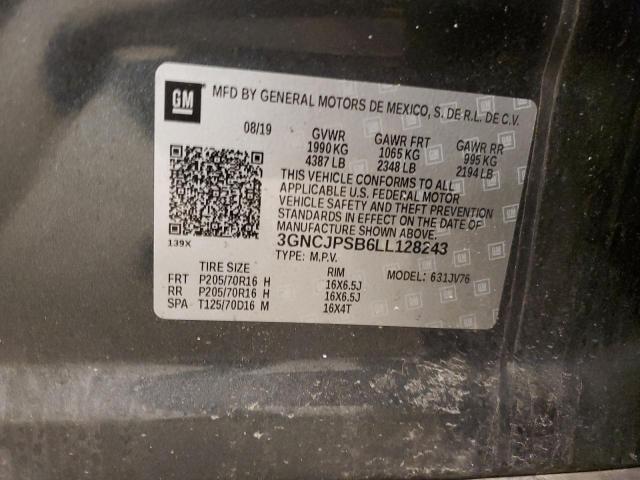 GM
MFD BY GENERAL MOTORS DE MEXICO, S. DE R.L. DE C.V.
08/19 GVWR GAWR FRT GAWR RR
1990 KG 1065 KG 995 KG
4387 LB 2348 LB 2194 LB
THIS VEHICLE CONFORMS TO ALL
APPLICABLE U.S. FEDERAL MOTOR
VEHICLE SAFETY AND THEFT PREVENTION
STANDARDS IN EFFECT ON THE DATE OF
MANUFACTURE SHOWN ABOVE.
139X
3GNCJPSB6LL128243
TYPE: M.P.V.
MODEL: 631JV76
TIRE SIZE RIM
FRT P205/70R16 H 16X6.5J
RR P205/70R16 H 16X6.5J
SPA T125/70D16 M 16X4T